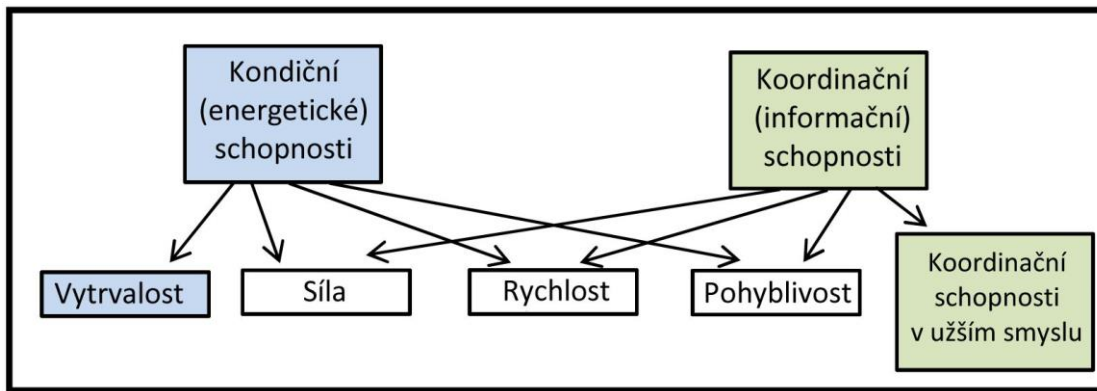 Kondiční
(energetické)
schopnosti
Koordinační
(informační)
schopnosti
Vytrvalost
Síla
Rychlost
Pohyblivost
Koordinační
schopnosti
v užším smyslu